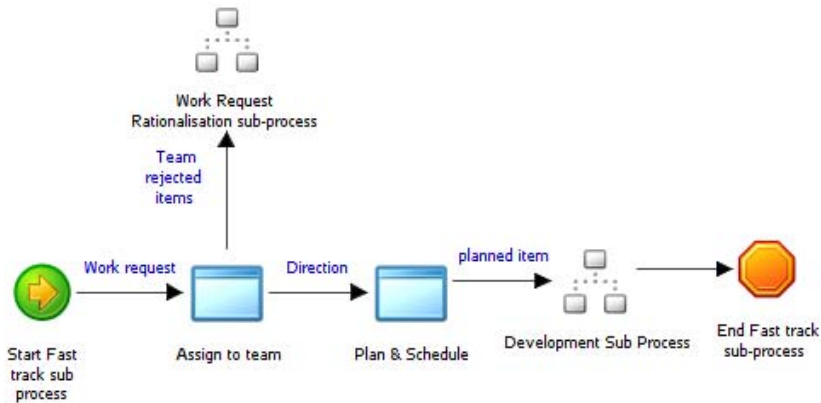 Work Request
Rationalisation sub-process
Team
rejected
items
Work request
Direction
planned item
Start Fast
track sub
process
Assign to team
Plan & Schedule
Development Sub Process
End Fast track
sub-process